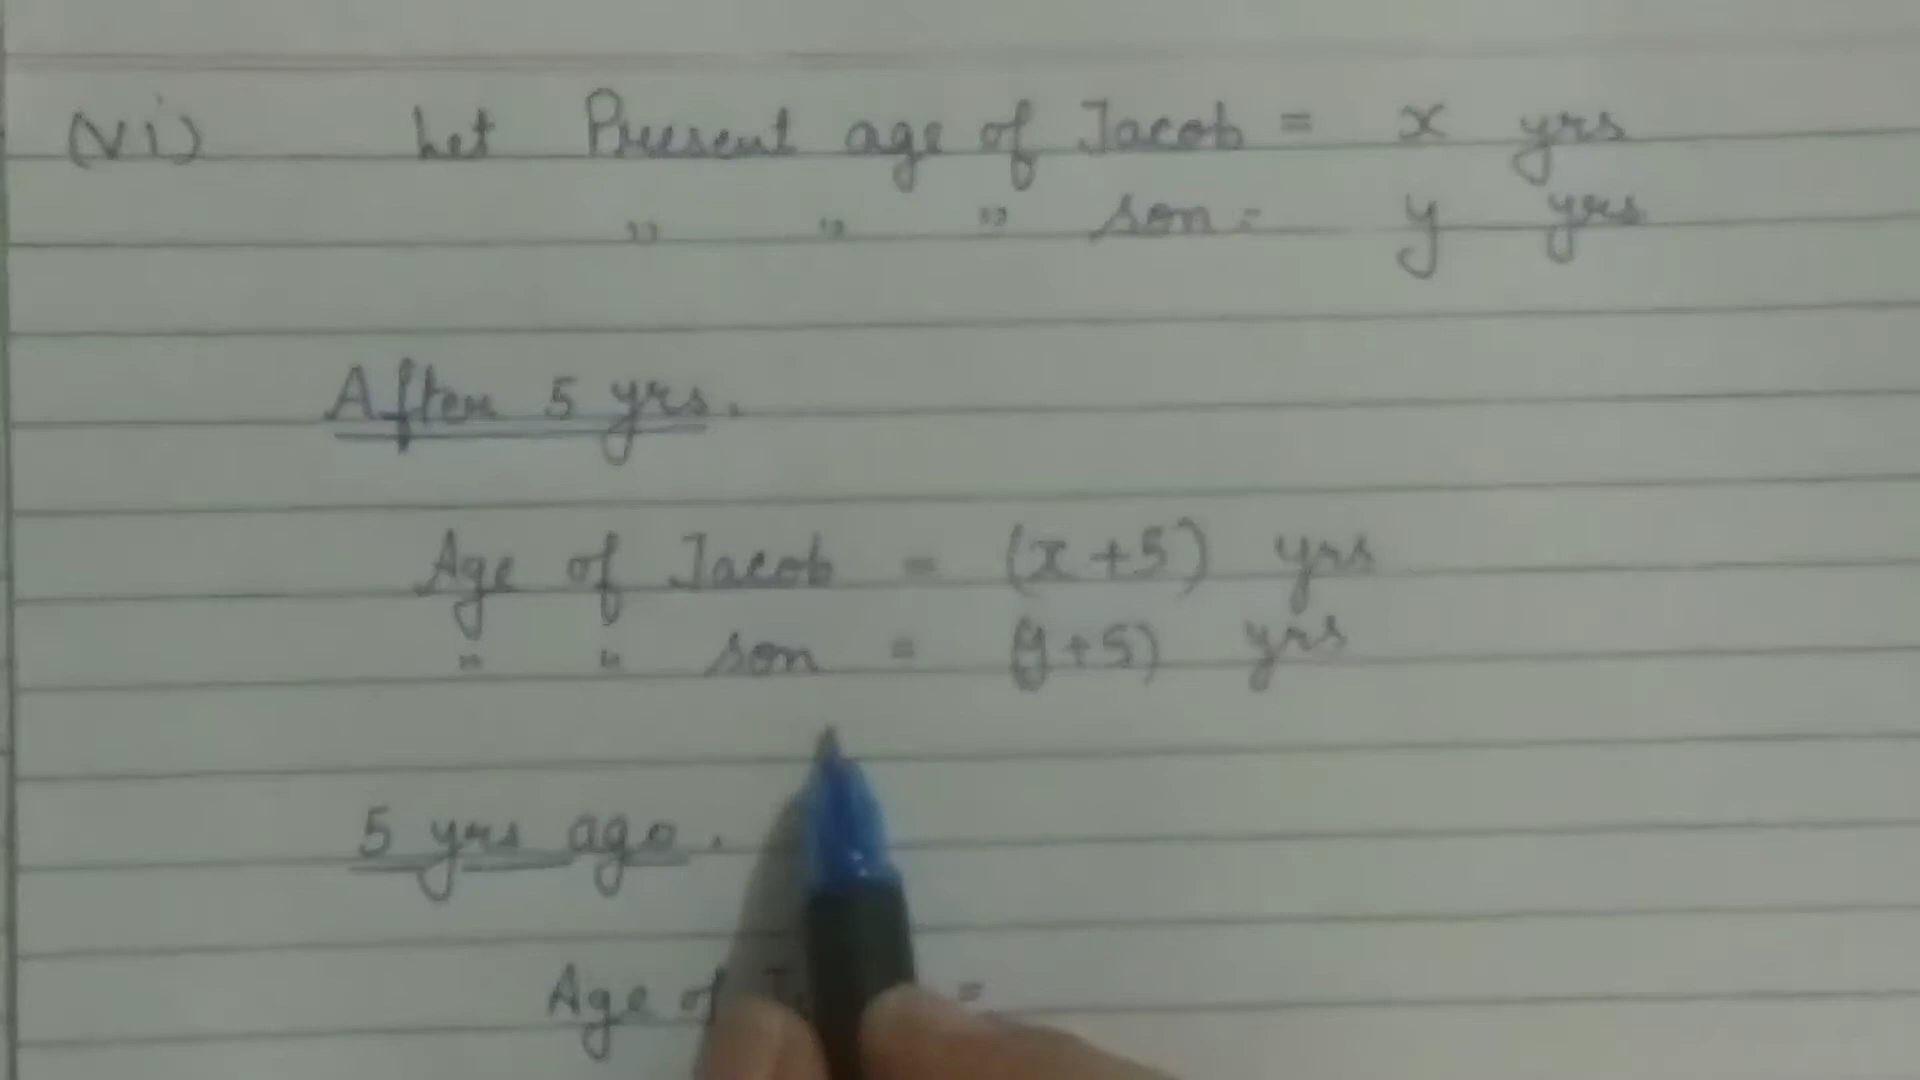 (vi) Let Present age of Jacob = x yrs
" " " son = y yrs
After 5 yrs.
Age of Jacob = (x+5) yrs
" " son = (y+5) yrs
5 yrs ago.
Age of =